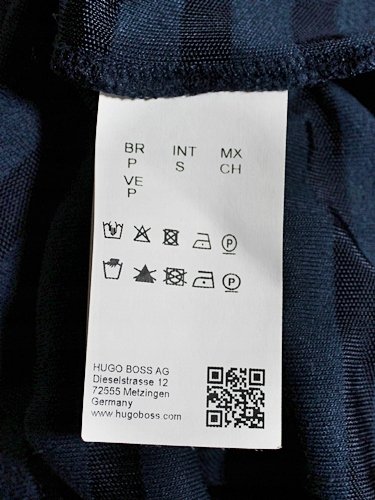 BR INT MX
P S CH
VE
P
P
P
HUGO BOSS AG
Dieselstrasse 12
72555 Metzingen
Germany
www.hugoboss.com